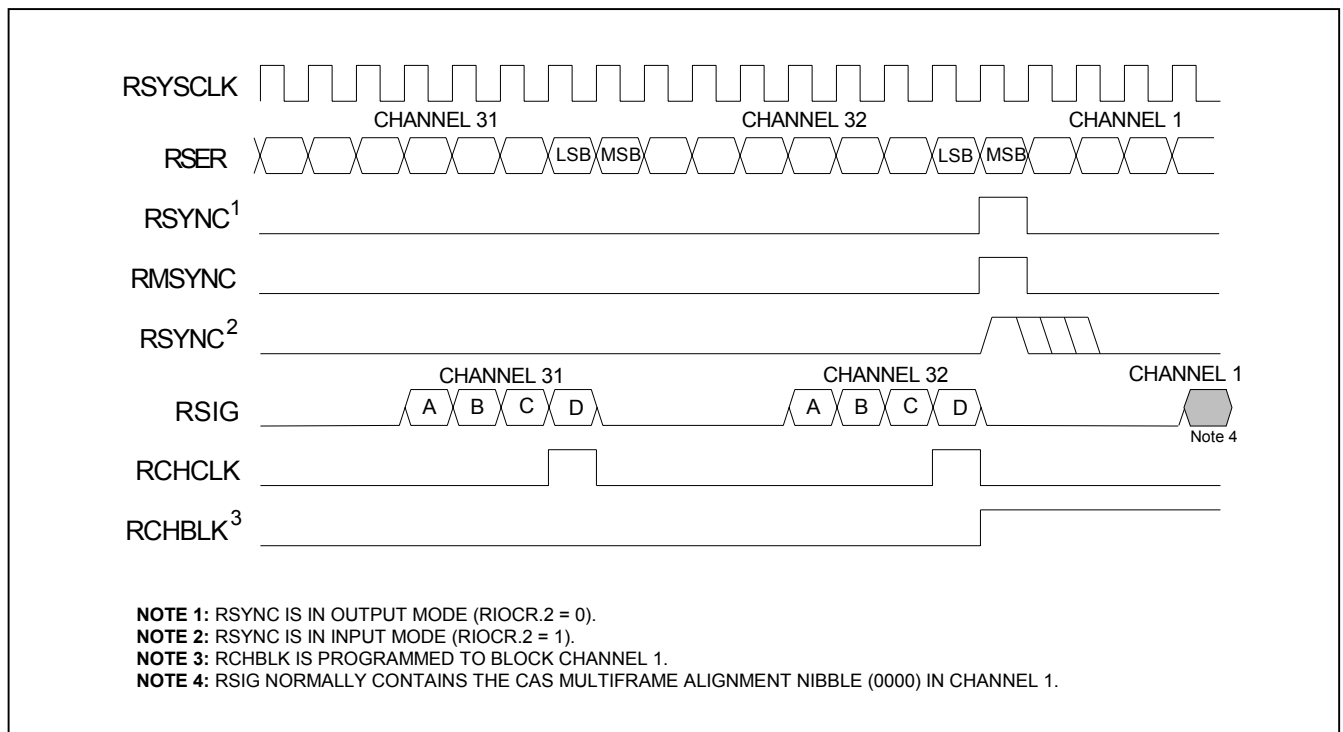 RSYSCLK
CHANNEL 31 CHANNEL 32 CHANNEL 1
RSER LSB MSB LSB MSB
RSYNC1
RMSYNC
RSYNC2
CHANNEL 31 CHANNEL 32 CHANNEL 1
RSIG A B C D A B C D
Note 4
RCHCLK
RCHBLK3
NOTE 1: RSYNC IS IN OUTPUT MODE (RIOCR.2 = 0).
NOTE 2: RSYNC IS IN INPUT MODE (RIOCR.2 = 1).
NOTE 3: RCHBLK IS PROGRAMMED TO BLOCK CHANNEL 1.
NOTE 4: RSIG NORMALLY CONTAINS THE CAS MULTIFRAME ALIGNMENT NIBBLE (0000) IN CHANNEL 1.